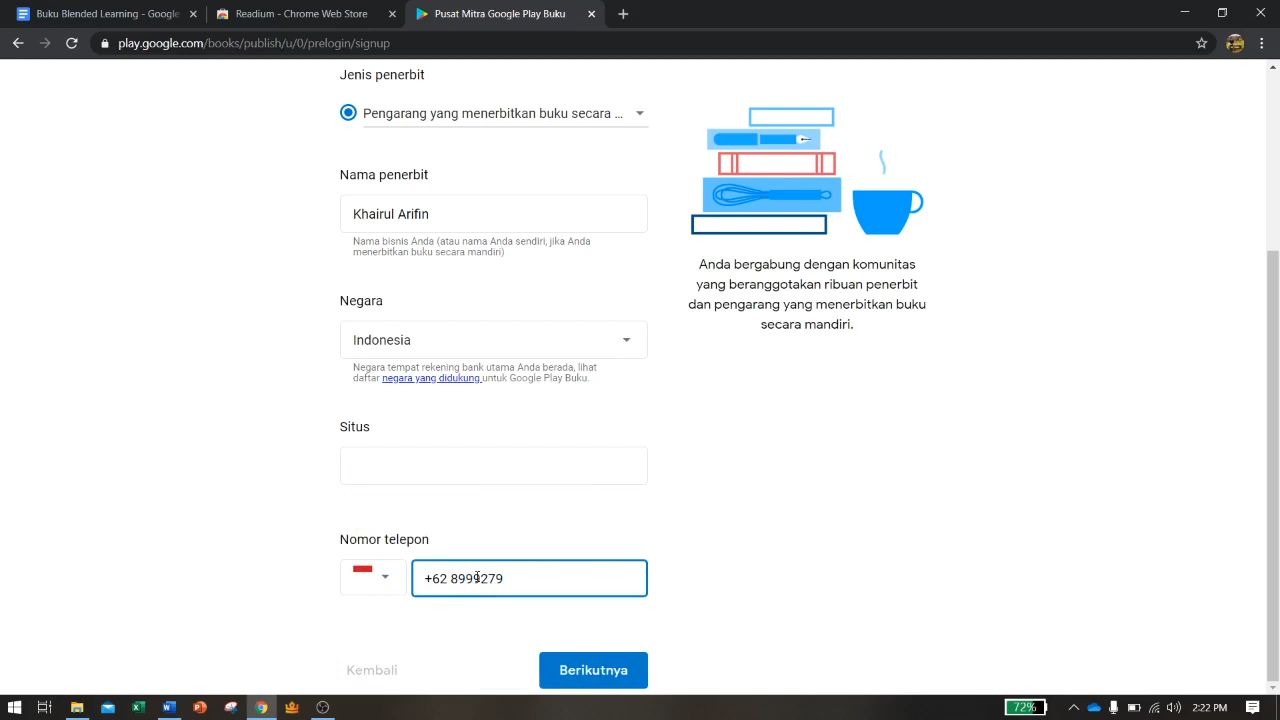 Buku Blended Learning - Google
Readium - Chrome Web Store
Pusat Mitra Google Play Buku
play.google.com/books/publish/u/0/prelogin/signup
Jenis penerbit
Pengarang yang menerbitkan buku secara ...
Nama penerbit
Khairul Arifin
Nama bisnis Anda (atau nama Anda sendiri, jika Anda
menerbitkan buku secara mandiri)
Negara
Indonesia
Negara tempat rekening bank utama Anda berada, lihat
daftar negara yang didukung untuk Google Play Buku.
Situs
Nomor telepon
+62 8999279
Kembali
Berikutnya
Anda bergabung dengan komunitas
yang beranggotakan ribuan penerbit
dan pengarang yang menerbitkan buku
secara mandiri.
72%
2:22 PM